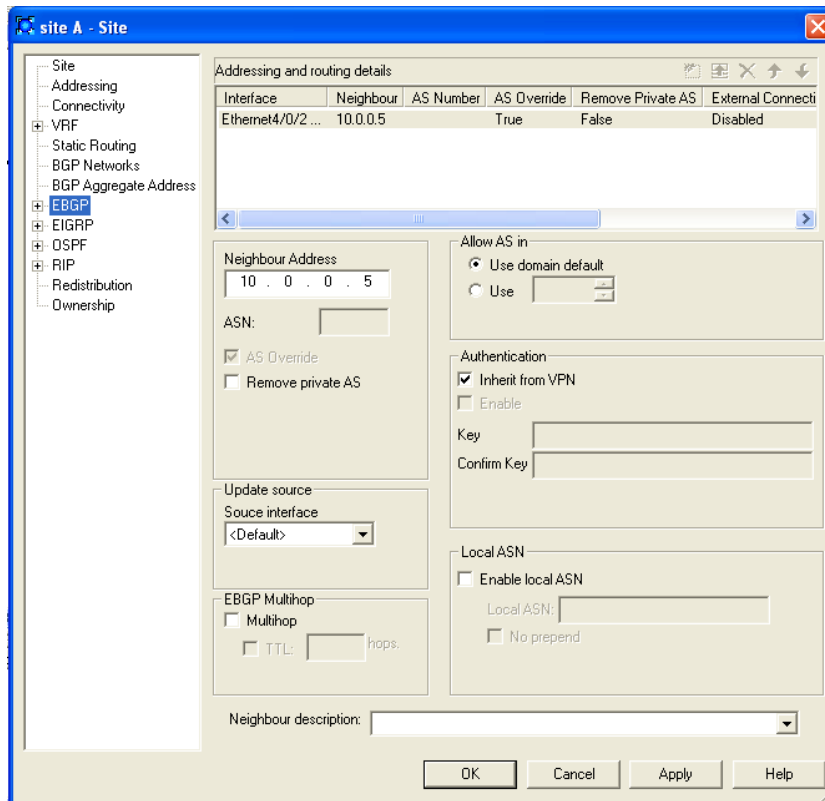 site A - Site
Site
Addressing
Connectivity
VRF
Static Routing
BGP Networks
BGP Aggregate Address
EBGP
EIGRP
OSPF
RIP
Redistribution
Ownership
Addressing and routing details
Interface Neighbour AS Number AS Override Remove Private AS External Connecti
Ethernet4/0/2 ... 10.0.0.5 True False Disabled
Neighbour Address
10 . 0 . 0 . 5
ASN:
AS Override
Remove private AS
Update source
Souce interface
<Default>
EBGP Multihop
Multihop
TTL: hops.
Allow AS in
Use domain default
Use
Authentication
Inherit from VPN
Enable
Key
Confirm Key
Local ASN
Enable local ASN
Local ASN:
No prepend
Neighbour description:
OK Cancel Apply Help